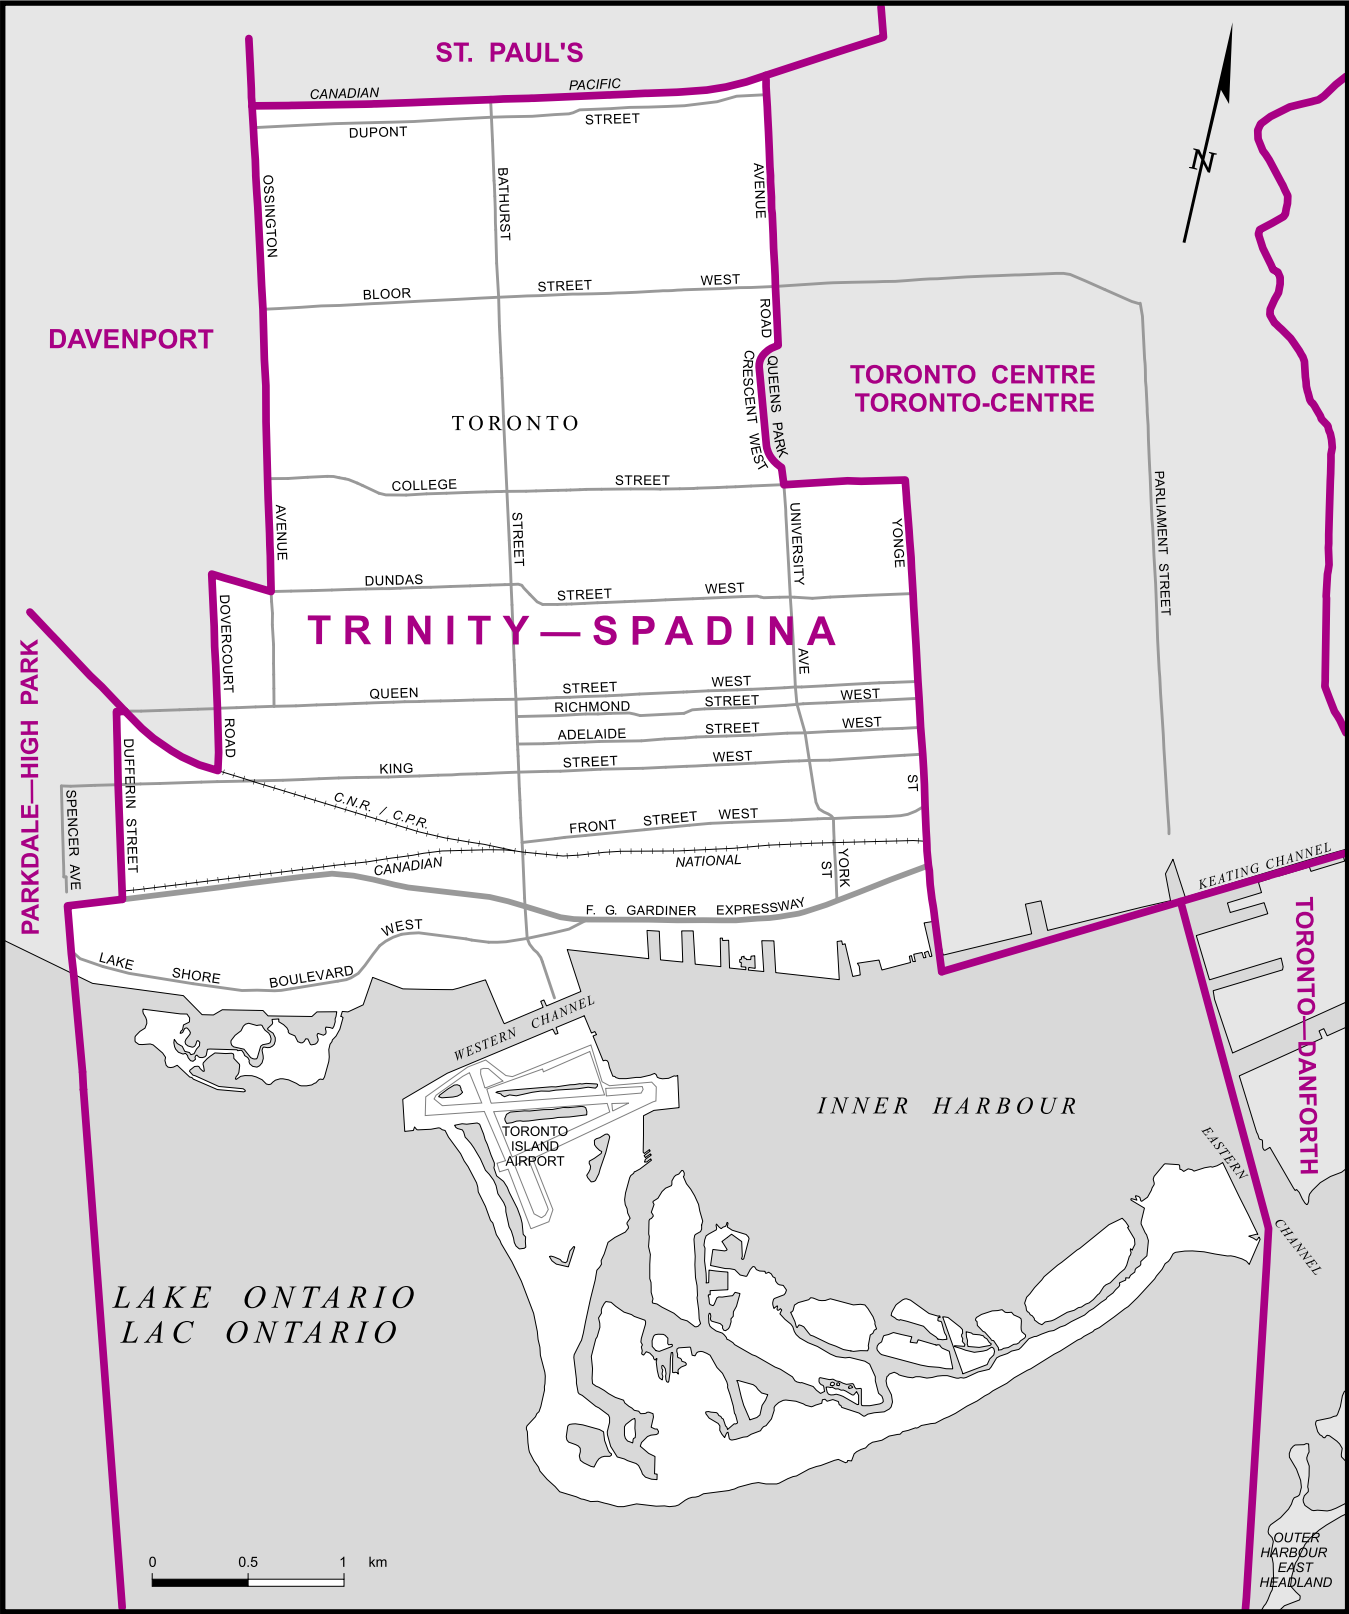 ST. PAUL'S
CANADIAN PACIFIC
DUPONT STREET
N
OSSINGTON
AVENUE
BATHURST
STREET
AVENUE
ROAD
BLOOR STREET WEST
DAVENPORT
TORONTO CENTRE
TORONTO-CENTRE
QUEENS PARK
CRESCENT WEST
TORONTO
COLLEGE STREET
UNIVERSITY
AVE
YONGE
ST
PARLIAMENT STREET
DUNDAS STREET WEST
TRINITY—SPADINA
DOVERCOURT
ROAD
QUEEN STREET WEST
RICHMOND STREET WEST
ADELAIDE STREET WEST
KING STREET WEST
PARKDALE—HIGH PARK
DUFFERIN STREET
SPENCER AVE
C.N.R. / C.P.R.
FRONT STREET WEST
CANADIAN NATIONAL
YORK
ST
F. G. GARDINER EXPRESSWAY
KEATING CHANNEL
LAKE SHORE BOULEVARD WEST
WESTERN CHANNEL
TORONTO—DANFORTH
INNER HARBOUR
TORONTO
ISLAND
AIRPORT
EASTERN
CHANNEL
LAKE ONTARIO
LAC ONTARIO
OUTER
HARBOUR
EAST
HEADLAND
0 0.5 1 km